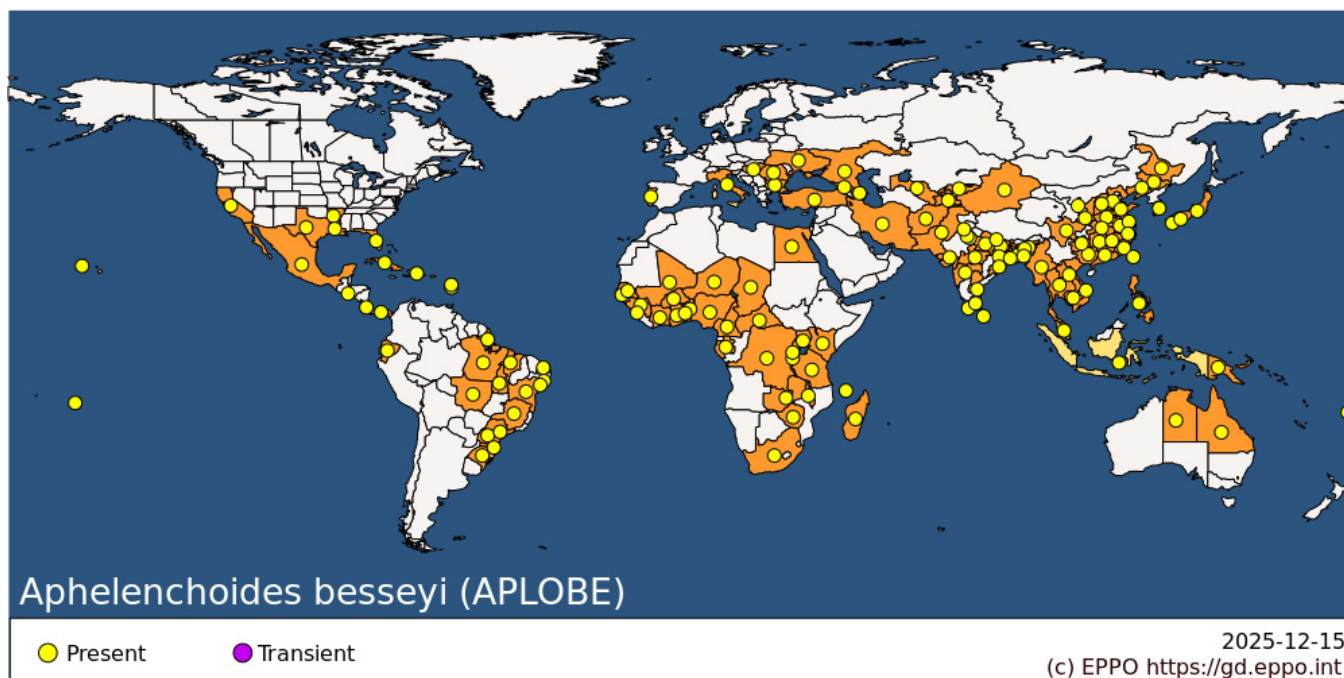 Aphelenchoides besseyi (APLOBE)
Present
Transient
2025-12-15
(c) EPPO https://gd.eppo.int